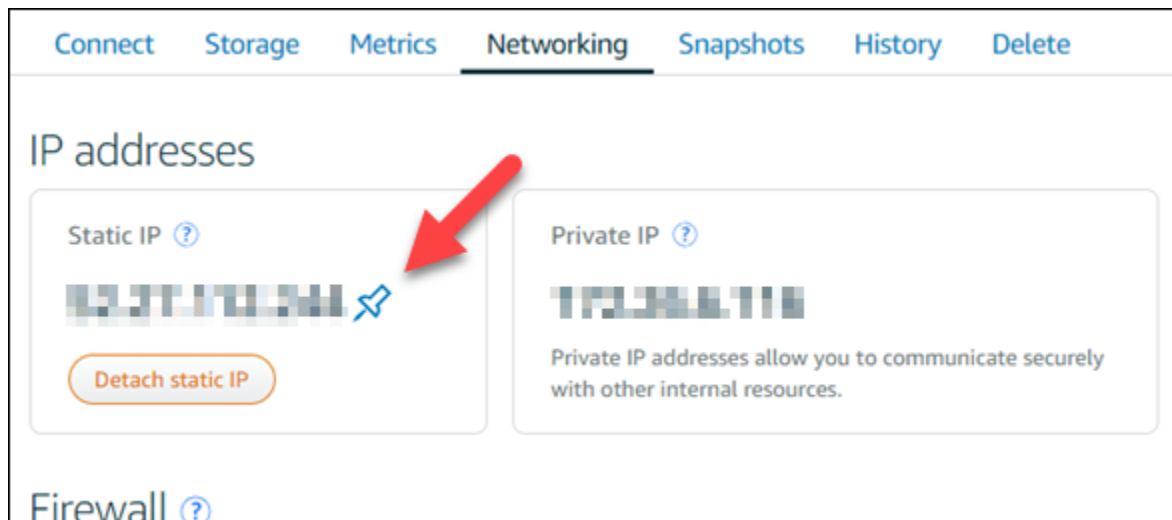 Connect Storage Metrics Networking Snapshots History Delete
IP addresses
Static IP ?
Detach static IP
Private IP ?
Private IP addresses allow you to communicate securely
with other internal resources.
Firewall ?